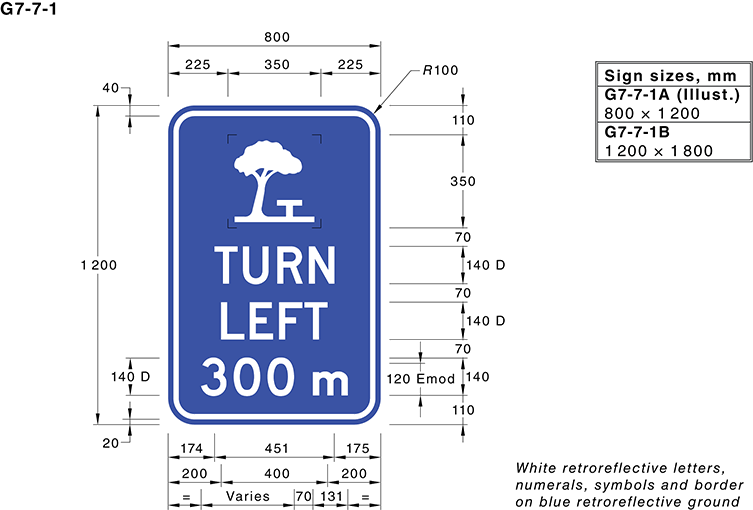 G7-7-1
800
225 350 225
R100
40
Sign sizes, mm
G7-7-1A (Illust.)
800 × 1 200
G7-7-1B
1 200 × 1 800
110
350
70
1 200
TURN
140 D
70
LEFT
140 D
70
140 D
300 m
120 Emod
140
110
20
174 451 175
200 400 200
= Varies 70 131 =
White retroreflective letters,
numerals, symbols and border
on blue retroreflective ground